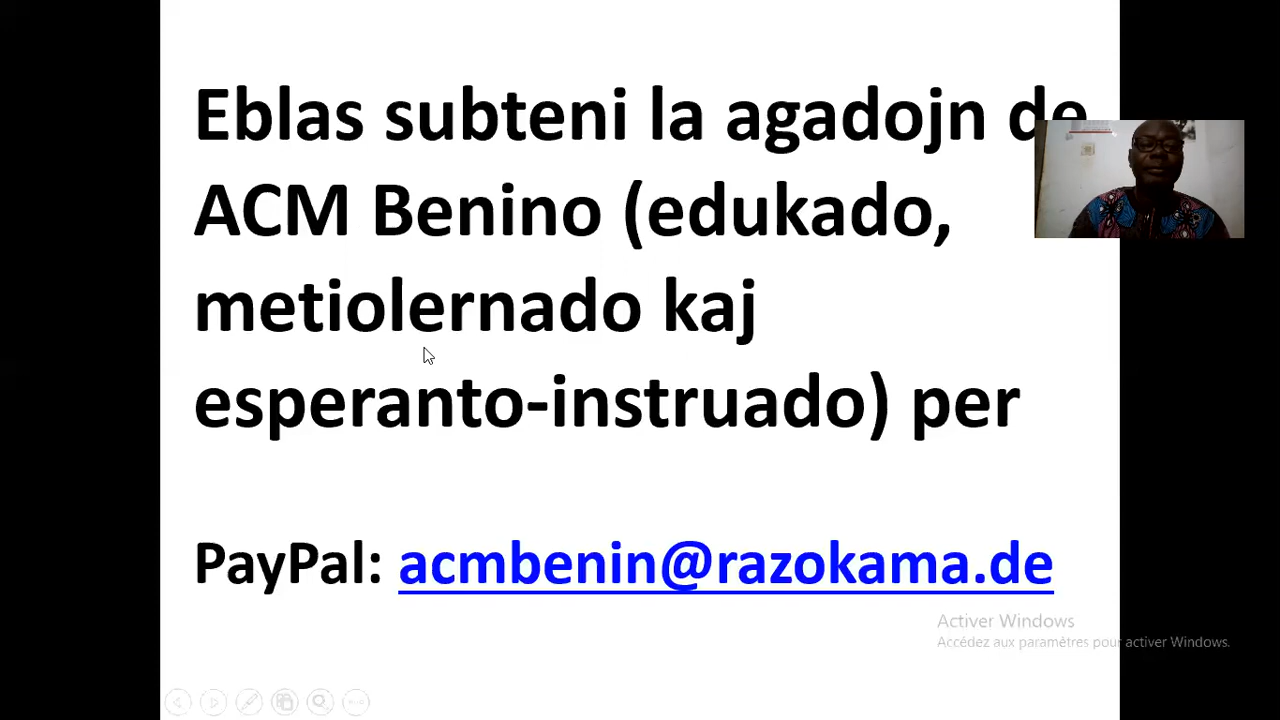 Eblas subteni la agadojn de
ACM Benino (edukado,
metiolernado kaj
esperanto-instruado) per
PayPal: acmbenin@razokama.de
Activer Windows
Accédez aux paramètres pour activer Windows.